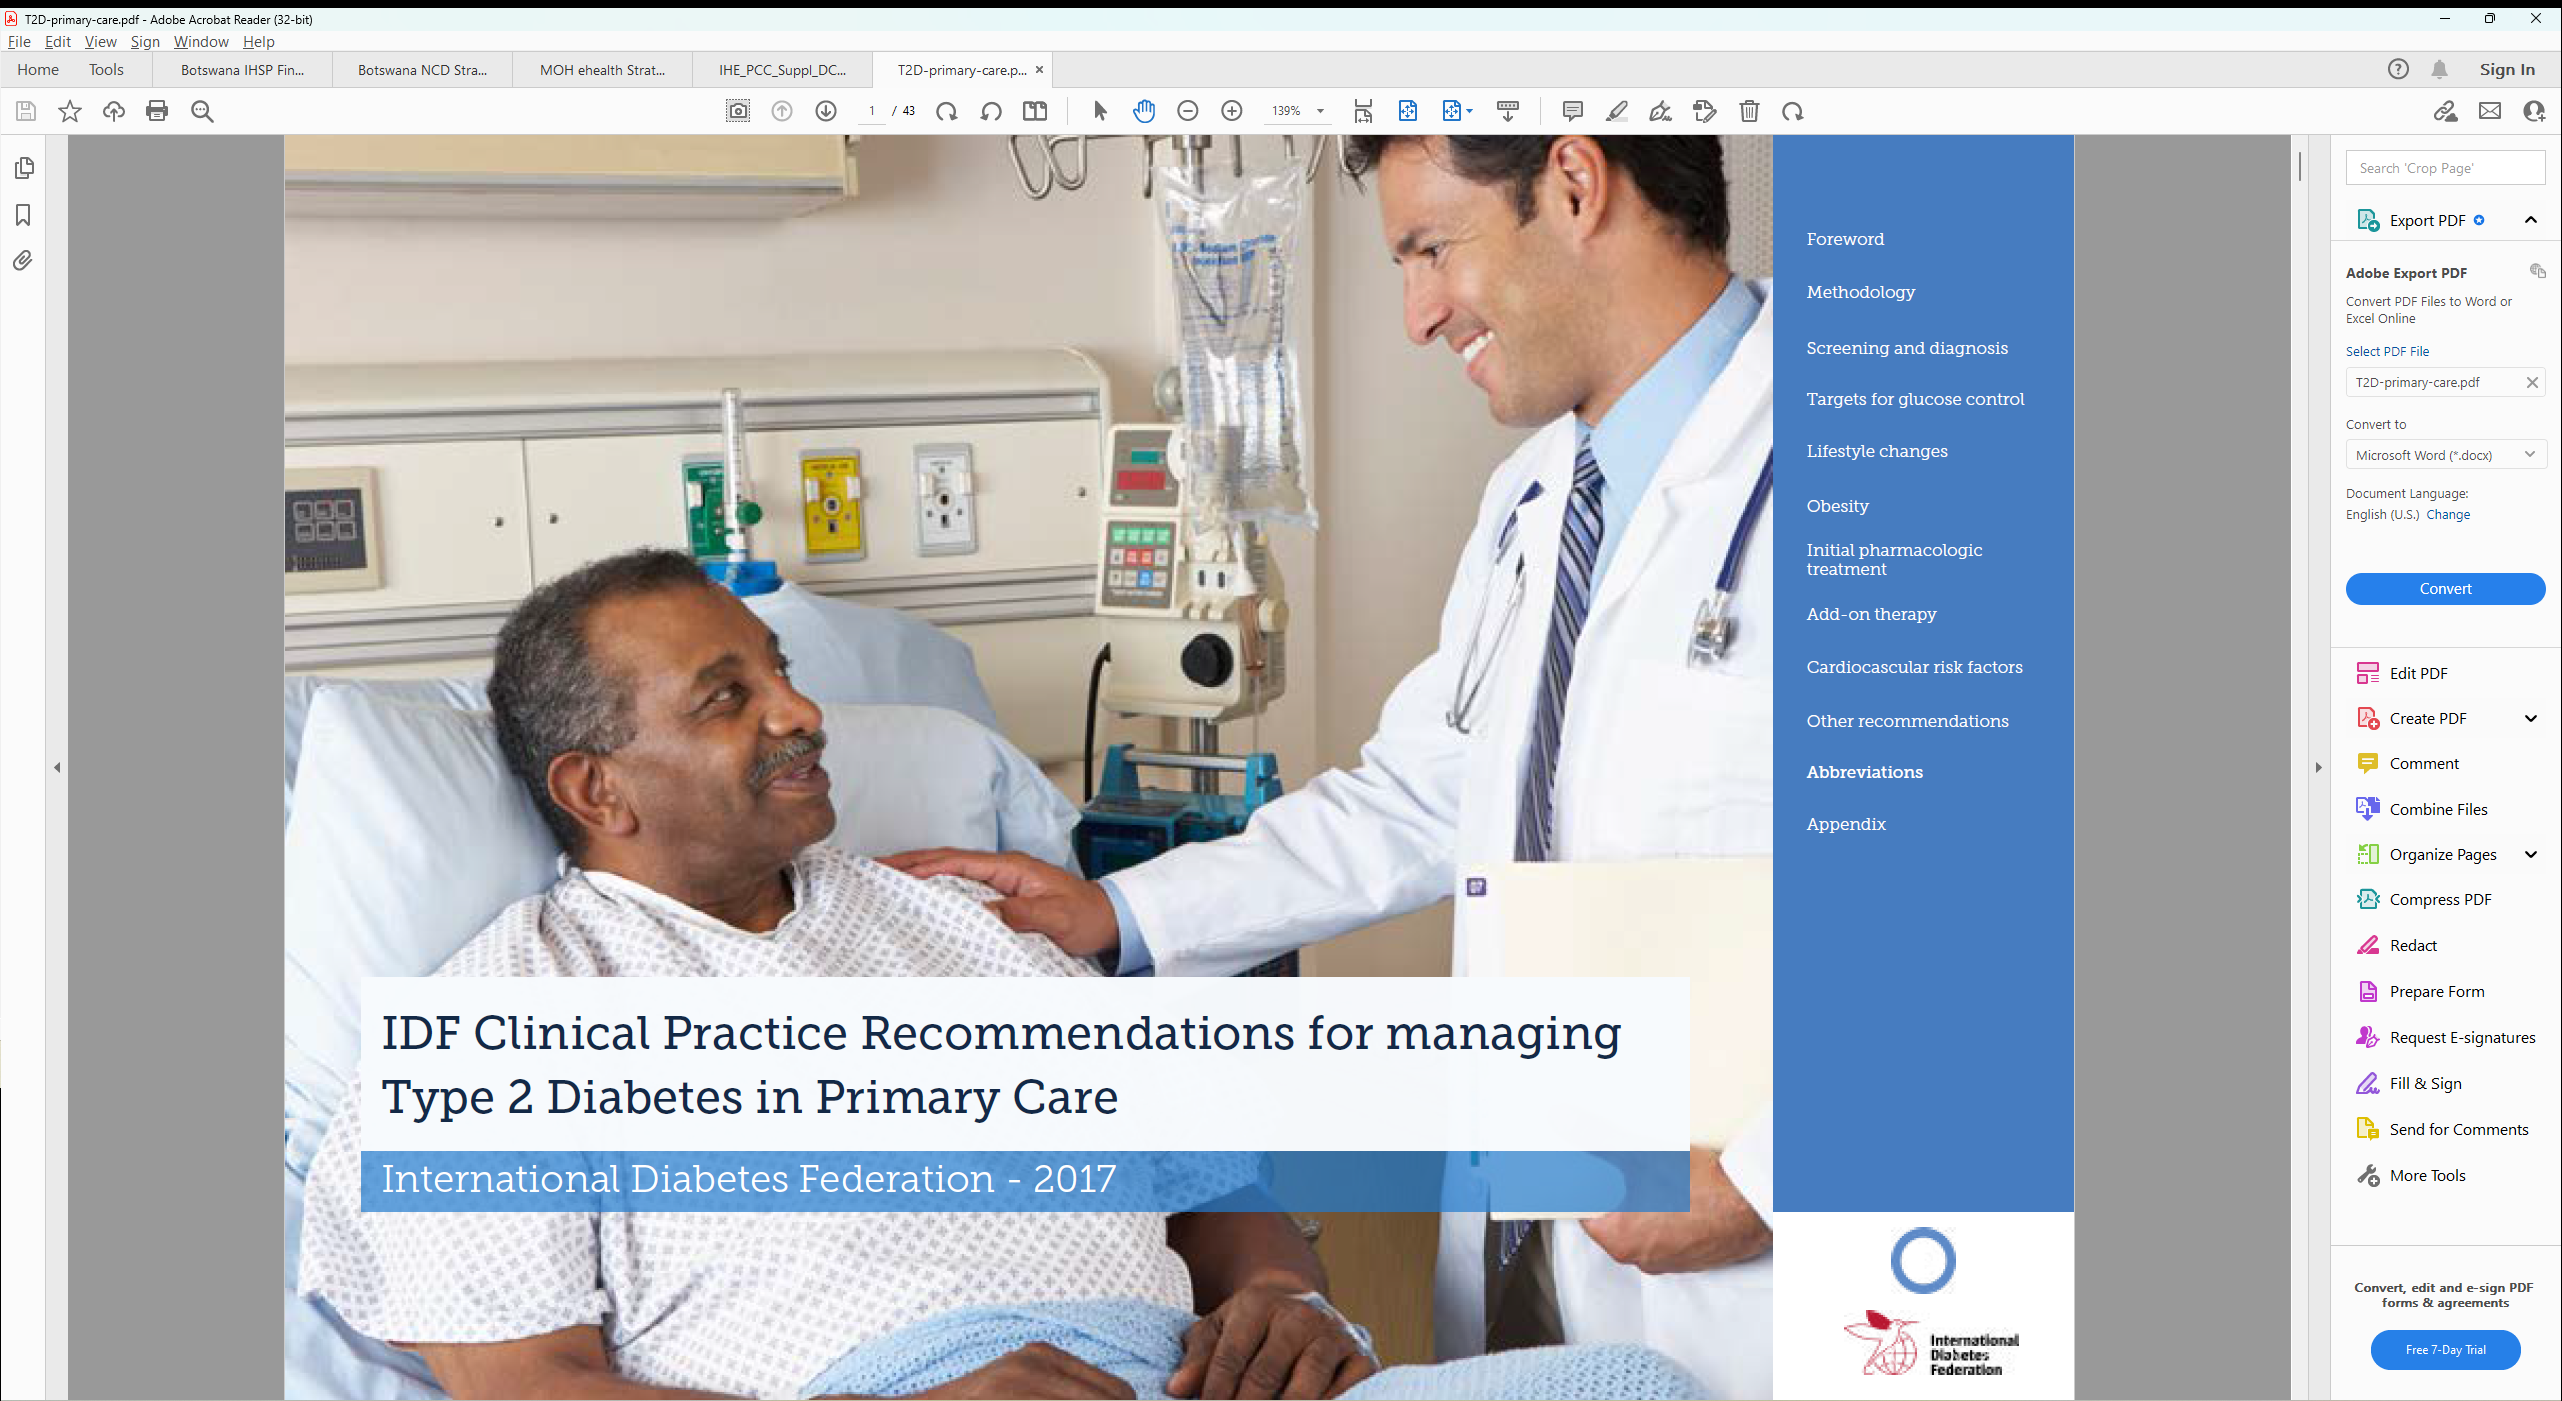 T2D-primary-care.pdf - Adobe Acrobat Reader (32-bit)
File Edit View Sign Window Help
Home Tools Botswana IHSP Fin... Botswana NCD Stra... MOH ehealth Strat... IHE_PCC_Suppl_DC... T2D-primary-care.p... Sign In
1 / 43 139%
Foreword
Methodology
Screening and diagnosis
Targets for glucose control
Lifestyle changes
Obesity
Initial pharmacologic
treatment
Add-on therapy
Cardiocascular risk factors
Other recommendations
Abbreviations
Appendix
IDF Clinical Practice Recommendations for managing
Type 2 Diabetes in Primary Care
International Diabetes Federation - 2017
International
Diabetes
Federation
Search 'Crop Page'
Export PDF
Adobe Export PDF
Convert PDF Files to Word or
Excel Online
Select PDF File
T2D-primary-care.pdf
Convert to
Microsoft Word (*.docx)
Document Language:
English (U.S.) Change
Convert
Edit PDF
Create PDF
Comment
Combine Files
Organize Pages
Compress PDF
Redact
Prepare Form
Request E-signatures
Fill & Sign
Send for Comments
More Tools
Convert, edit and e-sign PDF
forms & agreements
Free 7-Day Trial